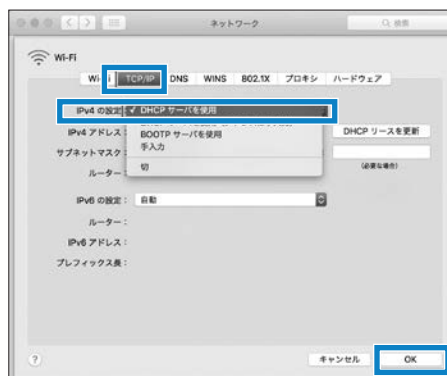 ネットワーク
検索
Wi-Fi
Wi-Fi TCP/IP DNS WINS 802.1X プロキシ ハードウェア
IPv4 の設定: ✓ DHCP サーバを使用
IPv4 アドレス:
DHCP リースを更新
BOOTP サーバを使用
サブネットマスク:
手入力
(必要な場合)
ルーター:
切
IPv6 の設定: 自動
ルーター:
IPv6 アドレス:
プレフィックス長:
?
キャンセル
OK